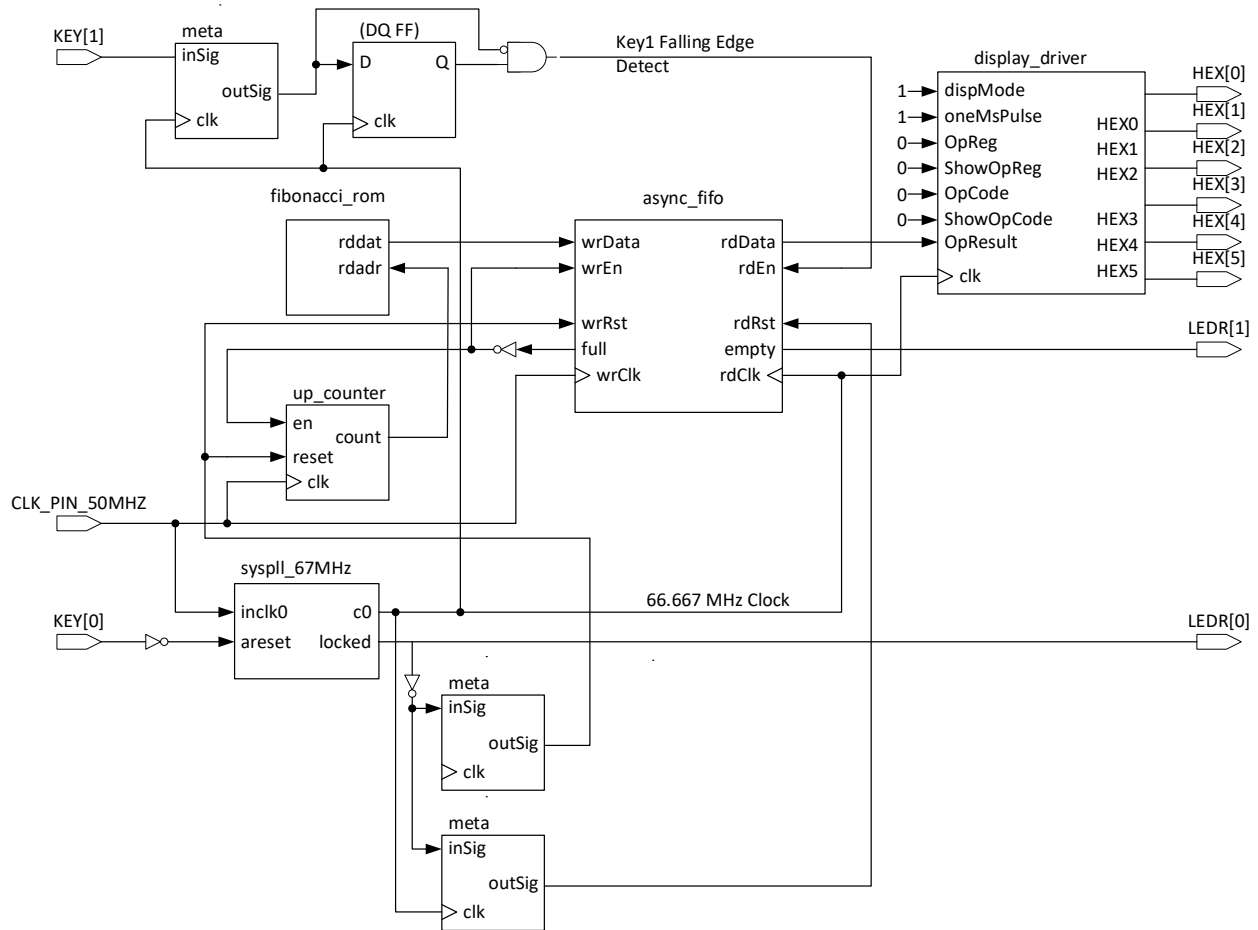 KEY[1]
meta
inSig
outSig
clk
(DQ FF)
D
Q
clk
Key1 Falling Edge
Detect
display_driver
1
dispMode
1
oneMsPulse
0
OpReg
0
ShowOpReg
0
OpCode
0
ShowOpCode
OpResult
clk
HEX0
HEX1
HEX2
HEX3
HEX4
HEX5
HEX[0]
HEX[1]
HEX[2]
HEX[3]
HEX[4]
HEX[5]
fibonacci_rom
rddat
rdadr
async_fifo
wrData
wrEn
wrRst
full
wrClk
rdData
rdEn
rdRst
empty
rdClk
LEDR[1]
up_counter
en
count
reset
clk
CLK_PIN_50MHZ
syspll_67MHz
inclk0
c0
areset
locked
KEY[0]
66.667 MHz Clock
LEDR[0]
meta
inSig
outSig
clk
meta
inSig
outSig
clk